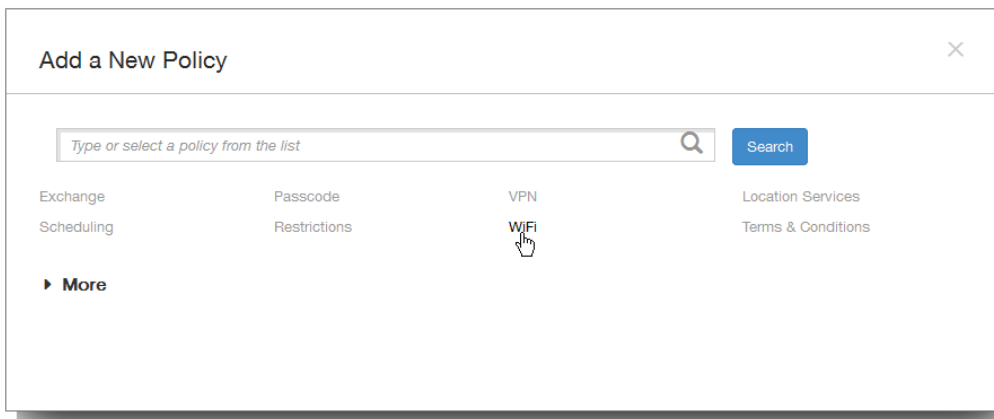 Add a New Policy
Type or select a policy from the list
Search
Exchange Passcode VPN Location Services
Scheduling Restrictions WiFi Terms & Conditions
More